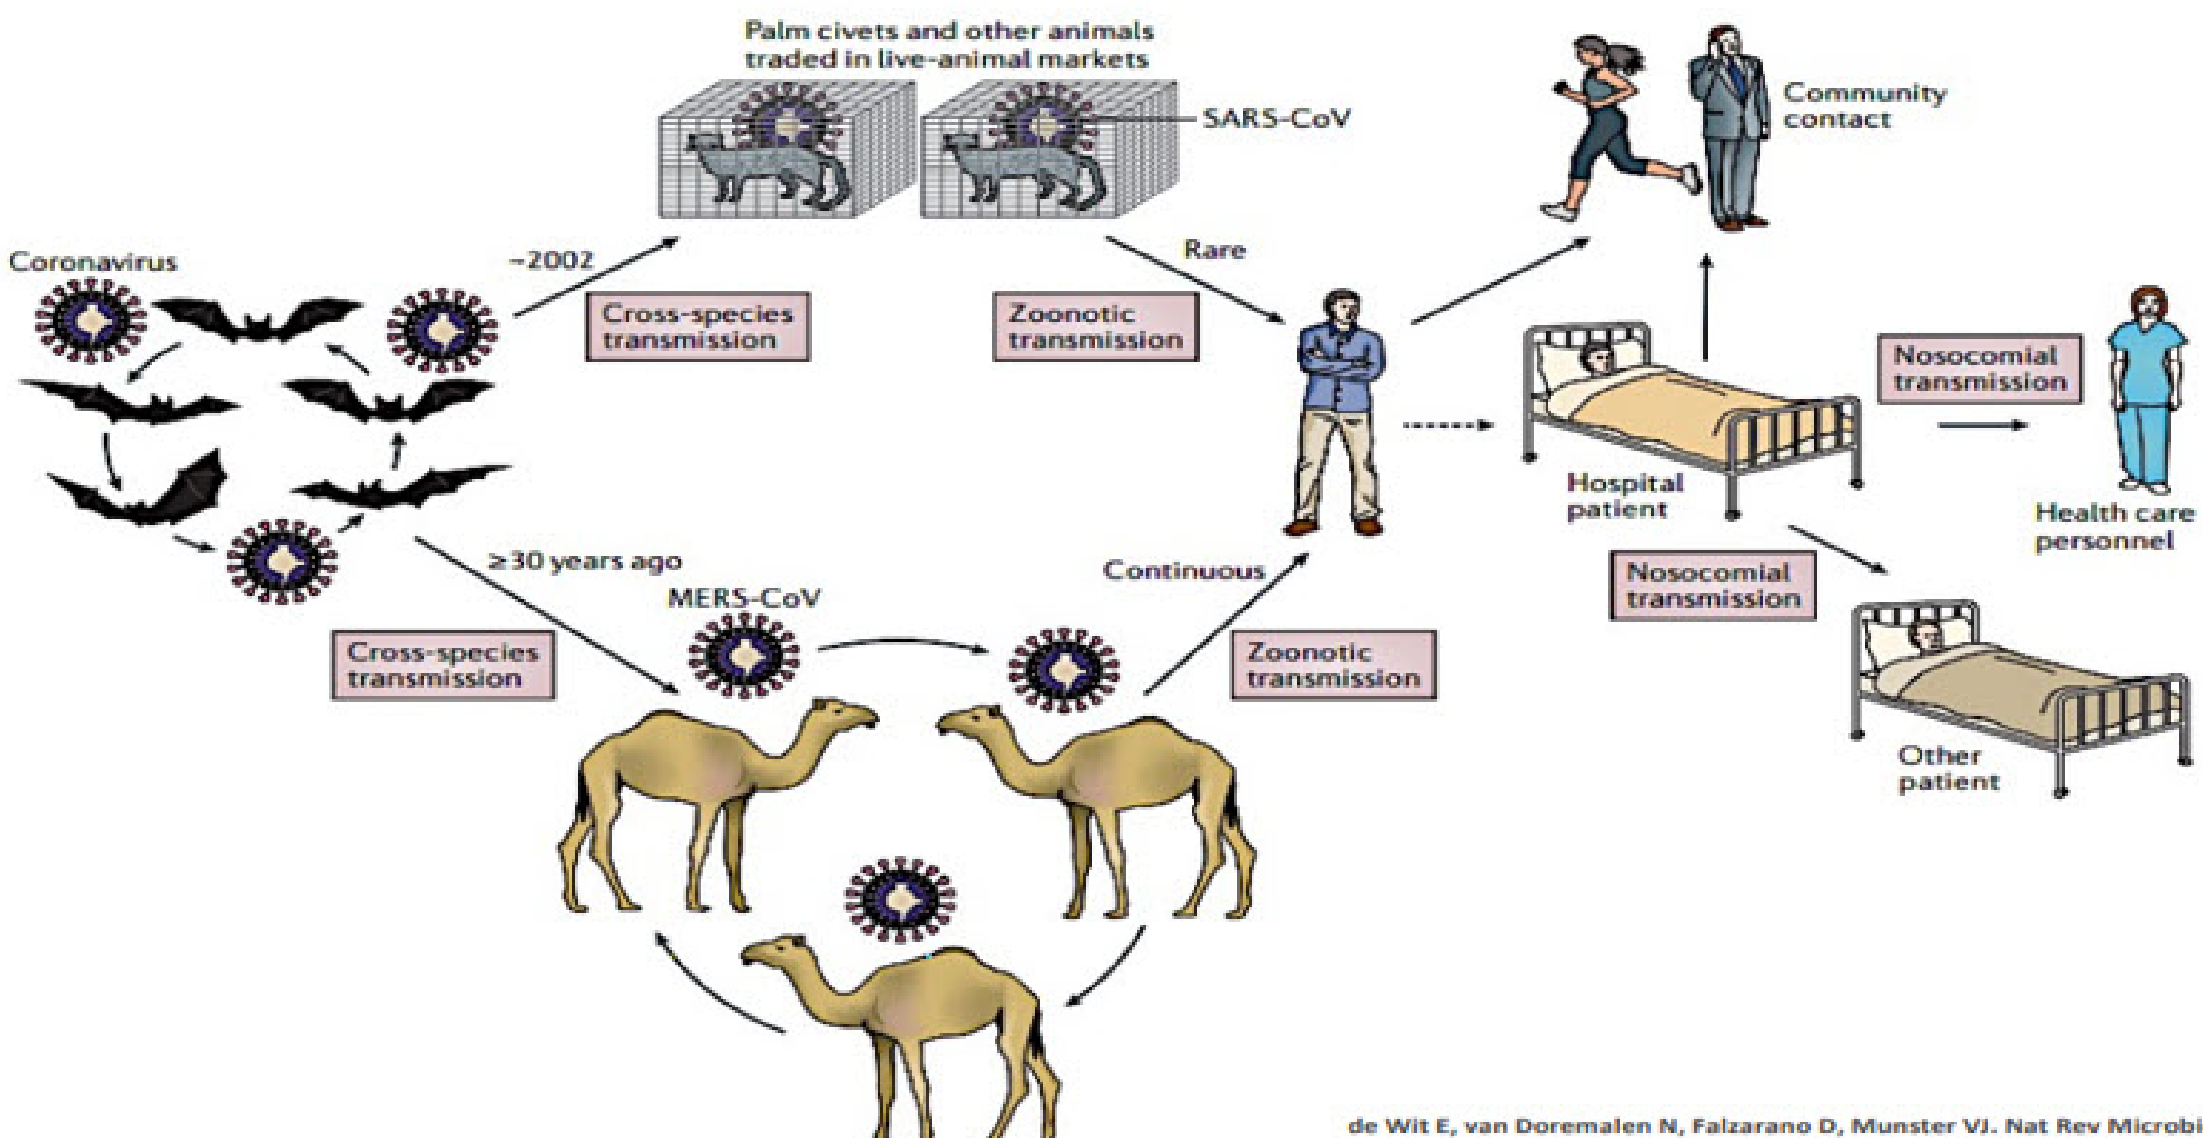 Palm civets and other animals
traded in live-animal markets
SARS-CoV
Community
contact
Coronavirus
~2002
Cross-species
transmission
Rare
Zoonotic
transmission
Nosocomial
transmission
Hospital
patient
Health care
personnel
≥30 years ago
MERS-CoV
Cross-species
transmission
Continuous
Zoonotic
transmission
Nosocomial
transmission
Other
patient
de Wit E, van Doremalen N, Falzarano D, Munster VJ. Nat Rev Microbi